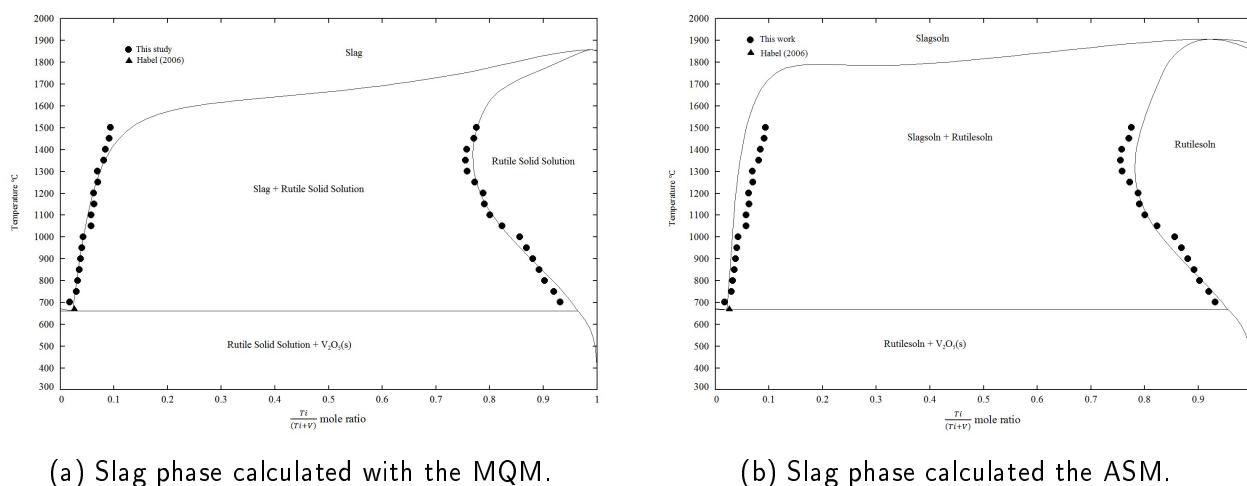 2000
1900
1800
1700
1600
1500
1400
1300
1200
1100
1000
900
800
700
600
500
400
300
Temperature °C
This study
Habel (2006)
Slag
Slag + Rutile Solid Solution
Rutile Solid Solution
Rutile Solid Solution + V₂O₅(s)
0 0.1 0.2 0.3 0.4 0.5 0.6 0.7 0.8 0.9 1
Ti/(Ti+V) mole ratio
(a) Slag phase calculated with the MQM.
2000
1900
1800
1700
1600
1500
1400
1300
1200
1100
1000
900
800
700
600
500
400
300
Temperature °C
This work
Habel (2006)
Slagsoln
Slagsoln + Rutilesoln
Rutilesoln
Rutilesoln + V₂O₅(s)
0 0.1 0.2 0.3 0.4 0.5 0.6 0.7 0.8 0.9
Ti/(Ti+V) mole ratio
(b) Slag phase calculated the ASM.